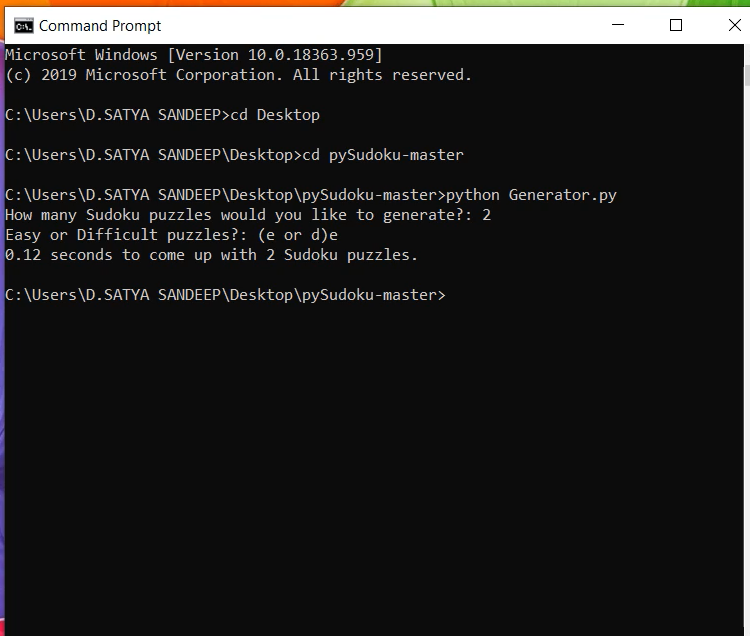 Command Prompt
Microsoft Windows [Version 10.0.18363.959]
(c) 2019 Microsoft Corporation. All rights reserved.
C:\Users\D.SATYA SANDEEP>cd Desktop
C:\Users\D.SATYA SANDEEP\Desktop>cd pySudoku-master
C:\Users\D.SATYA SANDEEP\Desktop\pySudoku-master>python Generator.py
How many Sudoku puzzles would you like to generate?: 2
Easy or Difficult puzzles?: (e or d)e
0.12 seconds to come up with 2 Sudoku puzzles.
C:\Users\D.SATYA SANDEEP\Desktop\pySudoku-master>